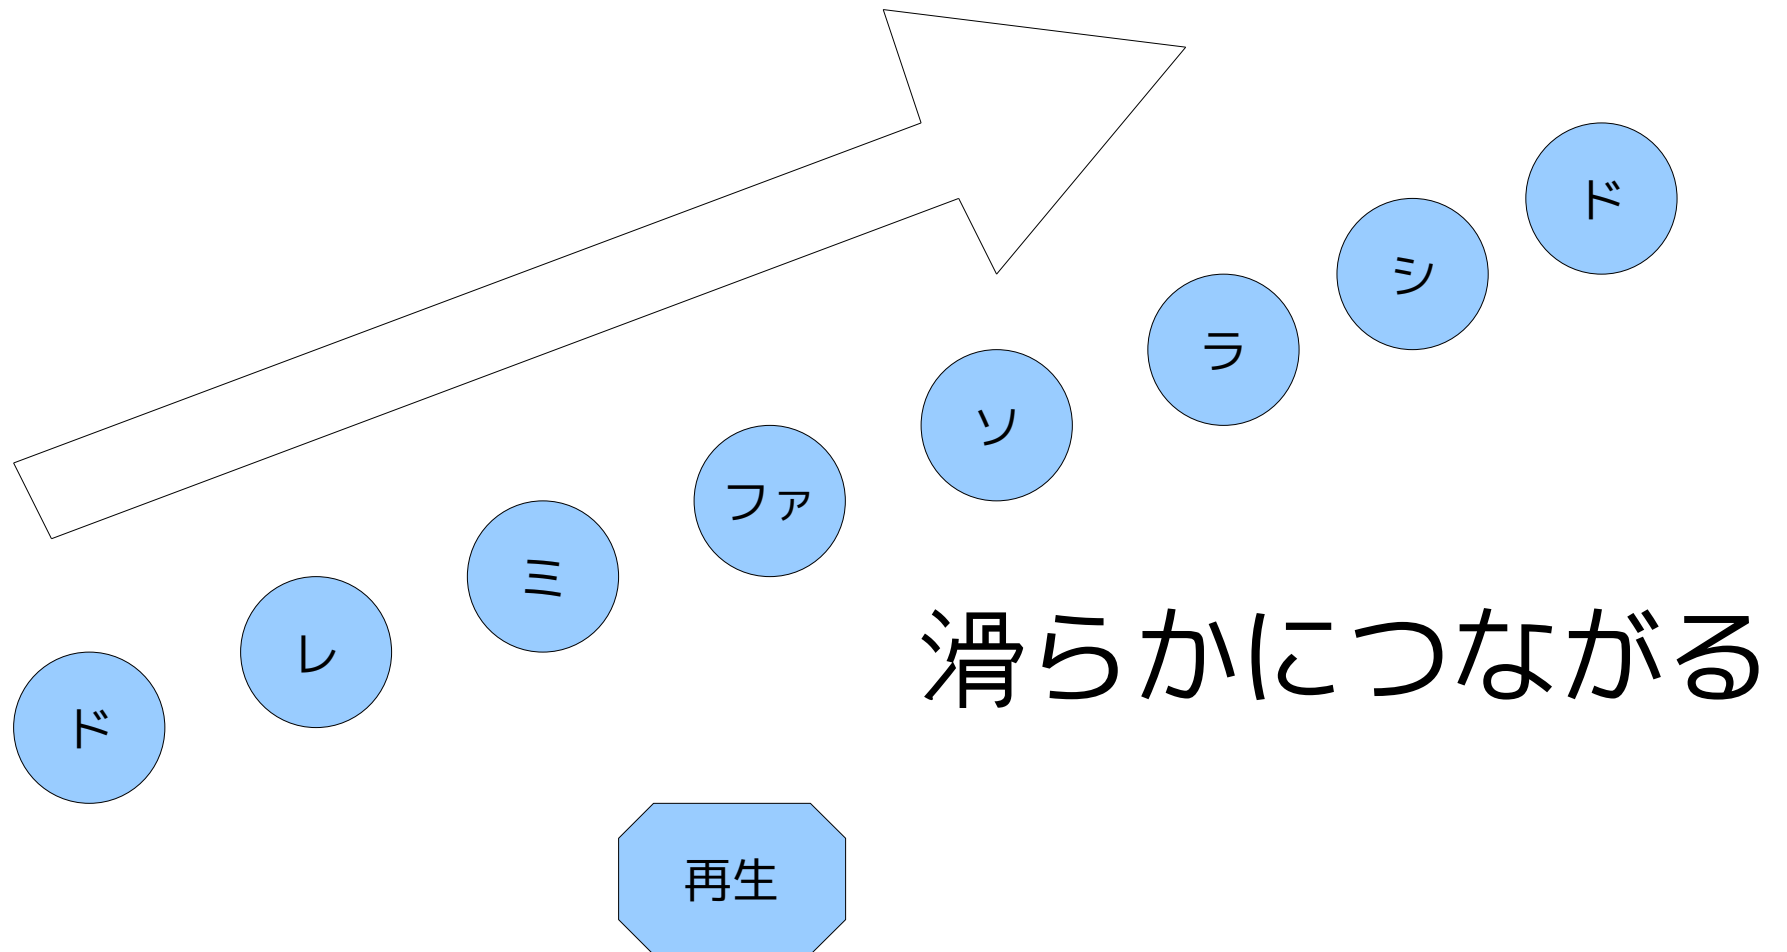 ド
レ
ミ
ファ
ソ
ラ
シ
ド
滑らかにつながる
再生